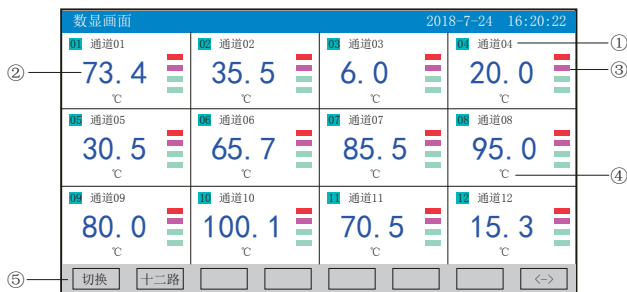 数显画面 2018-7-24 16:20:22
01 通道01 02 通道02 03 通道03 04 通道04 ①
② 73.4 35.5 6.0 20.0 ③
℃ ℃ ℃ ℃
05 通道05 06 通道06 07 通道07 08 通道08
30.5 65.7 85.5 95.0
℃ ℃ ℃ ℃ ④
09 通道09 10 通道10 11 通道11 12 通道12
80.0 100.1 70.5 15.3
℃ ℃ ℃ ℃
⑤ 切换 十二路 <->